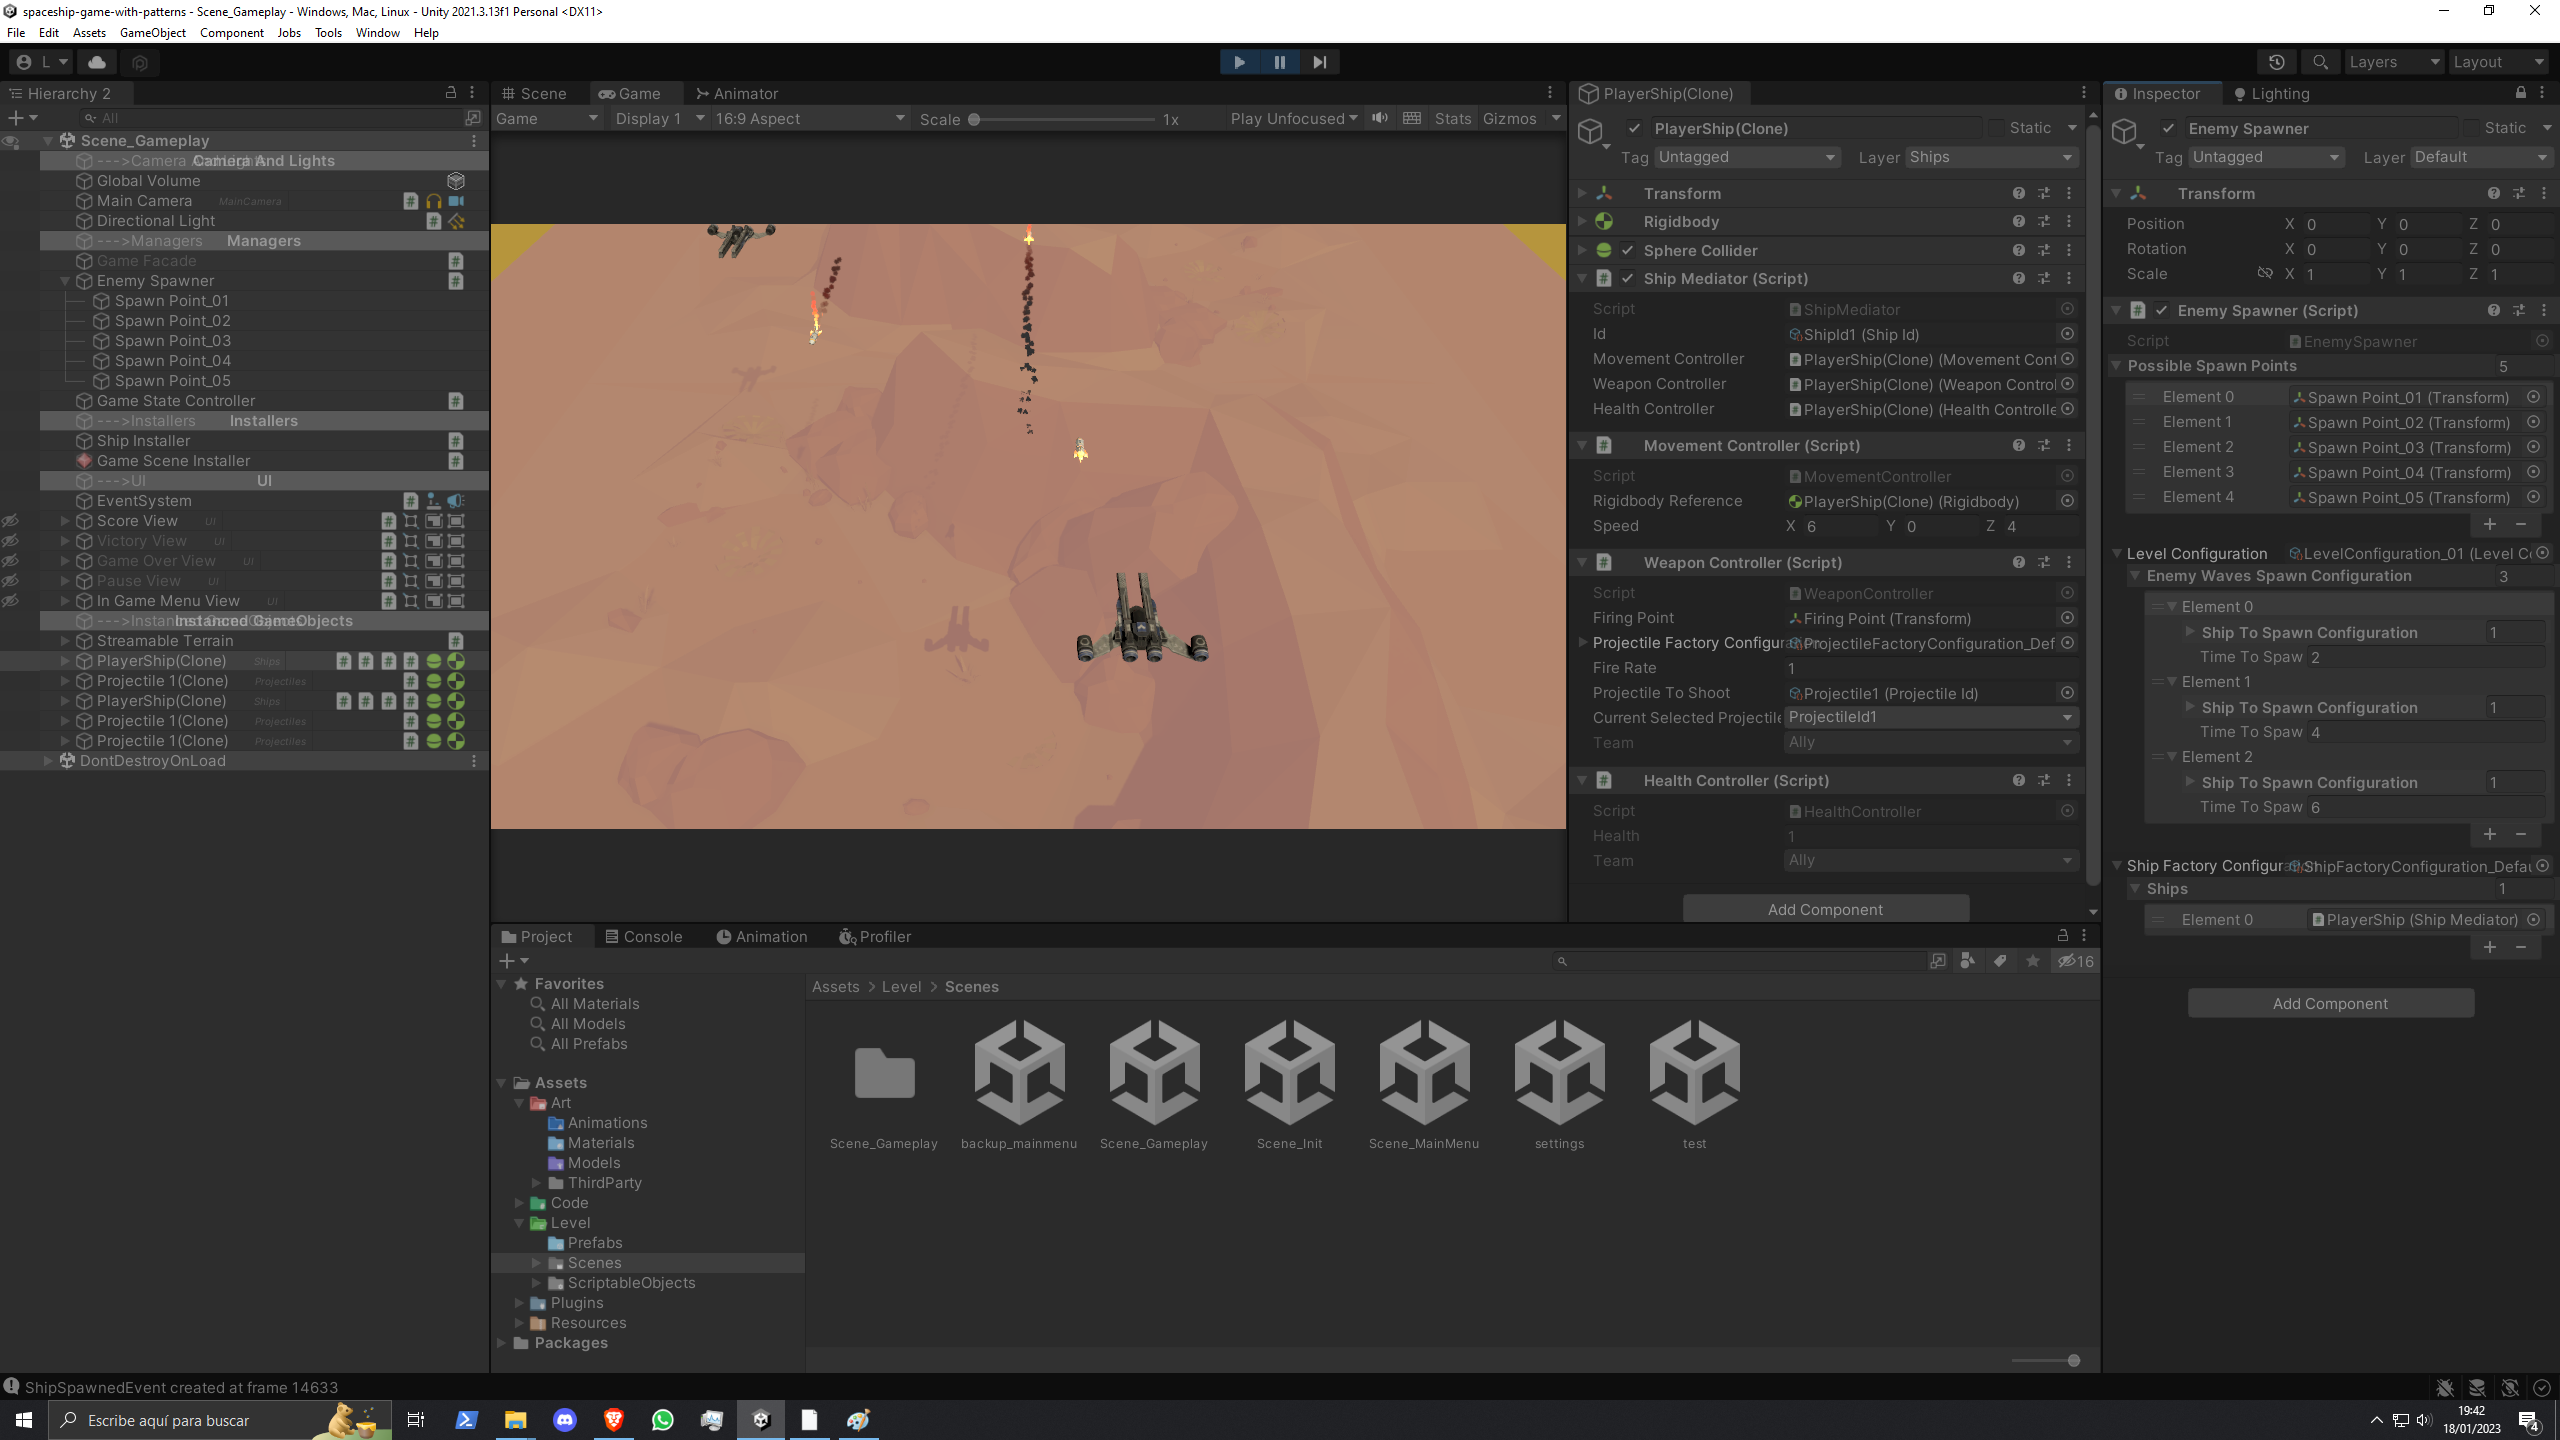 spaceship-game-with-patterns - Scene_Gameplay - Windows, Mac, Linux - Unity 2021.3.13f1 Personal <DX11>
File Edit Assets GameObject Component Jobs Tools Window Help
L
Layers Layout
Hierarchy 2
All
Scene_Gameplay
--->Camera And Lights Camera And Lights
Global Volume
Main Camera MainCamera
Directional Light
--->Managers Managers
Game Facade
Enemy Spawner
Spawn Point_01
Spawn Point_02
Spawn Point_03
Spawn Point_04
Spawn Point_05
Game State Controller
--->Installers Installers
Ship Installer
Game Scene Installer
--->UI UI
EventSystem
Score View UI
Victory View UI
Game Over View UI
Pause View UI
In Game Menu View UI
--->Instanced GameObjects
Streamable Terrain
PlayerShip(Clone) Ships
Projectile 1(Clone) Projectiles
PlayerShip(Clone) Ships
Projectile 1(Clone) Projectiles
Projectile 1(Clone) Projectiles
DontDestroyOnLoad
Scene Game Animator
Game Display 1 16:9 Aspect Scale 1x Play Unfocused Stats Gizmos
PlayerShip(Clone)
PlayerShip(Clone) Static
Tag Untagged Layer Ships
Transform
Rigidbody
Sphere Collider
Ship Mediator (Script)
Script ShipMediator
Id ShipId1 (Ship Id)
Movement Controller PlayerShip(Clone) (Movement Cont
Weapon Controller PlayerShip(Clone) (Weapon Control
Health Controller PlayerShip(Clone) (Health Controlle
Movement Controller (Script)
Script MovementController
Rigidbody Reference PlayerShip(Clone) (Rigidbody)
Speed X 6 Y 0 Z 4
Weapon Controller (Script)
Script WeaponController
Firing Point Firing Point (Transform)
Projectile Factory Configuration ProjectileFactoryConfiguration_Def
Fire Rate 1
Projectile To Shoot Projectile1 (Projectile Id)
Current Selected Projectile ProjectileId1
Team Ally
Health Controller (Script)
Script HealthController
Health 1
Team Ally
Add Component
Inspector Lighting
Enemy Spawner Static
Tag Untagged Layer Default
Transform
Position X 0 Y 0 Z 0
Rotation X 0 Y 0 Z 0
Scale X 1 Y 1 Z 1
Enemy Spawner (Script)
Script EnemySpawner
Possible Spawn Points 5
Element 0 Spawn Point_01 (Transform)
Element 1 Spawn Point_02 (Transform)
Element 2 Spawn Point_03 (Transform)
Element 3 Spawn Point_04 (Transform)
Element 4 Spawn Point_05 (Transform)
+ −
Level Configuration LevelConfiguration_01 (Level Co
Enemy Waves Spawn Configuration 3
Element 0
Ship To Spawn Configuration 1
Time To Spaw 2
Element 1
Ship To Spawn Configuration 1
Time To Spaw 4
Element 2
Ship To Spawn Configuration 1
Time To Spaw 6
+ −
Ship Factory Configuration ShipFactoryConfiguration_Defau
Ships 1
Element 0 PlayerShip (Ship Mediator)
+ −
Add Component
Project Console Animation Profiler
16
Favorites
All Materials
All Models
All Prefabs
Assets
Art
Animations
Materials
Models
ThirdParty
Code
Level
Prefabs
Scenes
ScriptableObjects
Plugins
Resources
Packages
Assets > Level > Scenes
Scene_Gameplay backup_mainmenu Scene_Gameplay Scene_Init Scene_MainMenu settings test
ShipSpawnedEvent created at frame 14633
Escribe aquí para buscar
19:42
18/01/2023
4